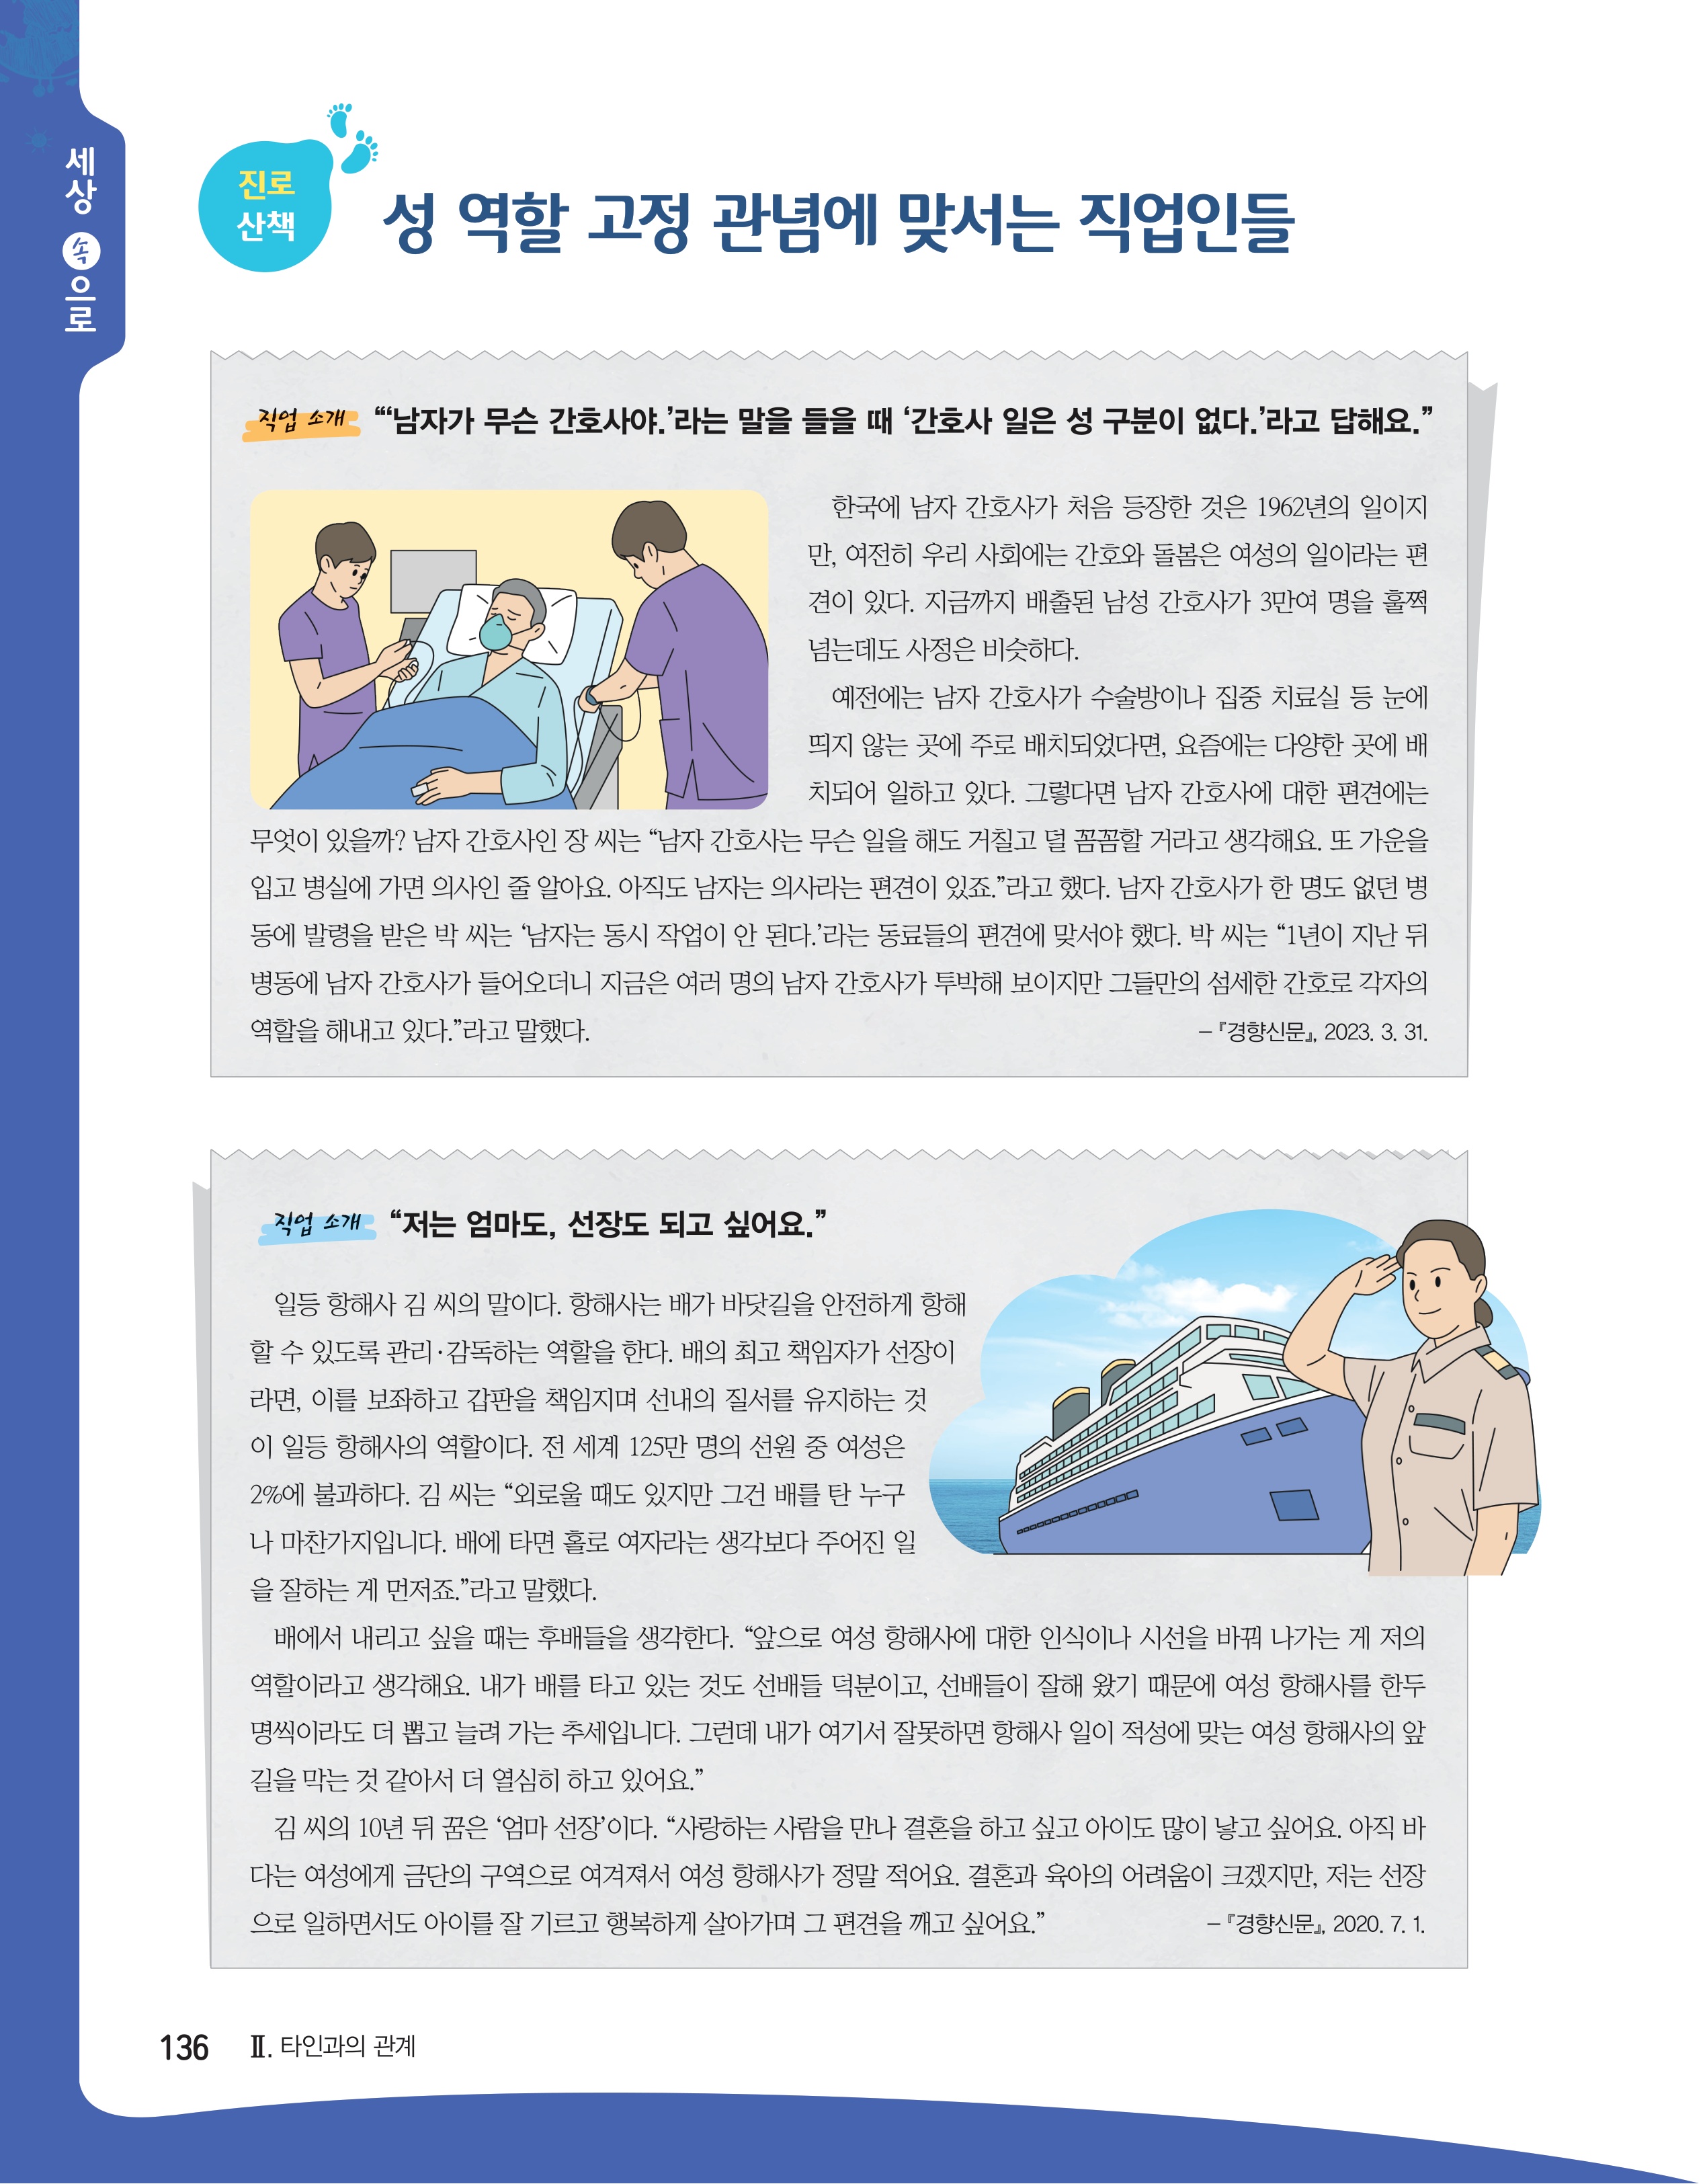 세상 속으로
진로
산책
성 역할 고정 관념에 맞서는 직업인들
직업 소개 “‘남자가 무슨 간호사야.’라는 말을 들을 때 ‘간호사 일은 성 구분이 없다.’라고 답해요.”
한국에 남자 간호사가 처음 등장한 것은 1962년의 일이지
만, 여전히 우리 사회에는 간호와 돌봄은 여성의 일이라는 편
견이 있다. 지금까지 배출된 남성 간호사가 3만여 명을 훌쩍
넘는데도 사정은 비슷하다.
예전에는 남자 간호사가 수술방이나 집중 치료실 등 눈에
띄지 않는 곳에 주로 배치되었다면, 요즘에는 다양한 곳에 배
치되어 일하고 있다. 그렇다면 남자 간호사에 대한 편견에는
무엇이 있을까? 남자 간호사인 장 씨는 “남자 간호사는 무슨 일을 해도 거칠고 덜 꼼꼼할 거라고 생각해요. 또 가운을
입고 병실에 가면 의사인 줄 알아요. 아직도 남자는 의사라는 편견이 있죠.”라고 했다. 남자 간호사가 한 명도 없던 병
동에 발령을 받은 박 씨는 ‘남자는 동시 작업이 안 된다.’라는 동료들의 편견에 맞서야 했다. 박 씨는 “1년이 지난 뒤
병동에 남자 간호사가 들어오더니 지금은 여러 명의 남자 간호사가 투박해 보이지만 그들만의 섬세한 간호로 각자의
역할을 해내고 있다.”라고 말했다. – 『경향신문』, 2023. 3. 31.
직업 소개 “저는 엄마도, 선장도 되고 싶어요.”
일등 항해사 김 씨의 말이다. 항해사는 배가 바닷길을 안전하게 항해
할 수 있도록 관리·감독하는 역할을 한다. 배의 최고 책임자가 선장이
라면, 이를 보좌하고 갑판을 책임지며 선내의 질서를 유지하는 것
이 일등 항해사의 역할이다. 전 세계 125만 명의 선원 중 여성은
2%에 불과하다. 김 씨는 “외로울 때도 있지만 그건 배를 탄 누구
나 마찬가지입니다. 배에 타면 홀로 여자라는 생각보다 주어진 일
을 잘하는 게 먼저죠.”라고 말했다.
배에서 내리고 싶을 때는 후배들을 생각한다. “앞으로 여성 항해사에 대한 인식이나 시선을 바꿔 나가는 게 저의
역할이라고 생각해요. 내가 배를 타고 있는 것도 선배들 덕분이고, 선배들이 잘해 왔기 때문에 여성 항해사를 한두
명씩이라도 더 뽑고 늘려 가는 추세입니다. 그런데 내가 여기서 잘못하면 항해사 일이 적성에 맞는 여성 항해사의 앞
길을 막는 것 같아서 더 열심히 하고 있어요.”
김 씨의 10년 뒤 꿈은 ‘엄마 선장’이다. “사랑하는 사람을 만나 결혼을 하고 싶고 아이도 많이 낳고 싶어요. 아직 바
다는 여성에게 금단의 구역으로 여겨져서 여성 항해사가 정말 적어요. 결혼과 육아의 어려움이 크겠지만, 저는 선장
으로 일하면서도 아이를 잘 기르고 행복하게 살아가며 그 편견을 깨고 싶어요.” – 『경향신문』, 2020. 7. 1.
136 Ⅱ. 타인과의 관계